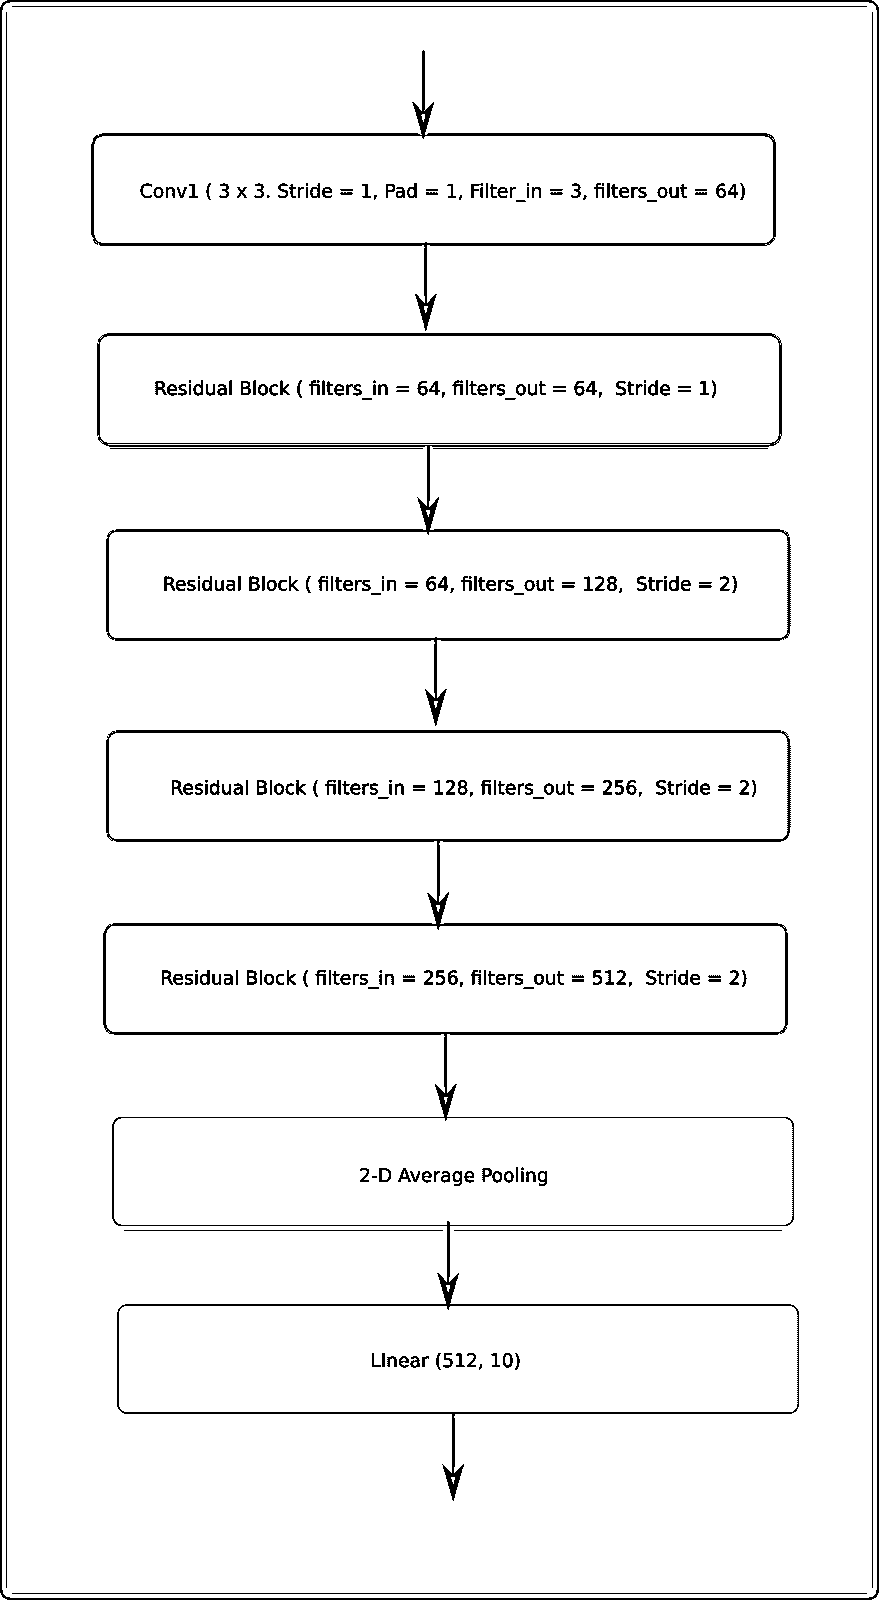 Conv1 ( 3 x 3. Stride = 1, Pad = 1, Filter_in = 3, filters_out = 64)
Residual Block ( filters_in = 64, filters_out = 64,  Stride = 1)
Residual Block ( filters_in = 64, filters_out = 128,  Stride = 2)
Residual Block ( filters_in = 128, filters_out = 256,  Stride = 2)
Residual Block ( filters_in = 256, filters_out = 512,  Stride = 2)
2-D Average Pooling
LInear (512, 10)